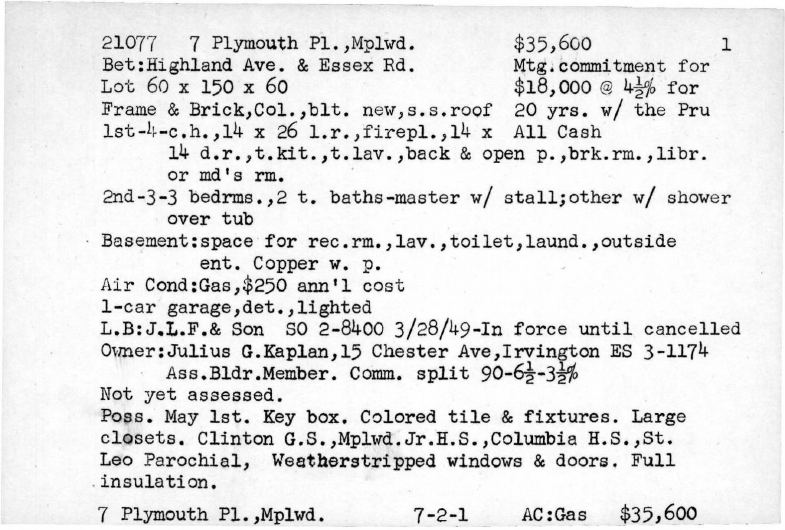 21077 7 Plymouth Pl.,Mplwd. $35,600 1
Bet:Highland Ave. & Essex Rd. Mtg.commitment for
Lot 60 x 150 x 60 $18,000 @ 4½% for
Frame & Brick,Col.,blt. new,s.s.roof 20 yrs. w/ the Pru
1st-4-c.h.,14 x 26 l.r.,firepl.,14 x All Cash
14 d.r.,t.kit.,t.lav.,back & open p.,brk.rm.,libr.
or md's rm.
2nd-3-3 bedrms.,2 t. baths-master w/ stall;other w/ shower
over tub
Basement:space for rec.rm.,lav.,toilet,laund.,outside
ent. Copper w. p.
Air Cond:Gas,$250 ann'l cost
1-car garage,det.,lighted
L.B:J.L.F.& Son SO 2-8400 3/28/49-In force until cancelled
Owner:Julius G.Kaplan,15 Chester Ave,Irvington ES 3-1174
Ass.Bldr.Member. Comm. split 90-6½-3½%
Not yet assessed.
Poss. May 1st. Key box. Colored tile & fixtures. Large
closets. Clinton G.S.,Mplwd.Jr.H.S.,Columbia H.S.,St.
Leo Parochial, Weatherstripped windows & doors. Full
insulation.
7 Plymouth Pl.,Mplwd. 7-2-1 AC:Gas $35,600